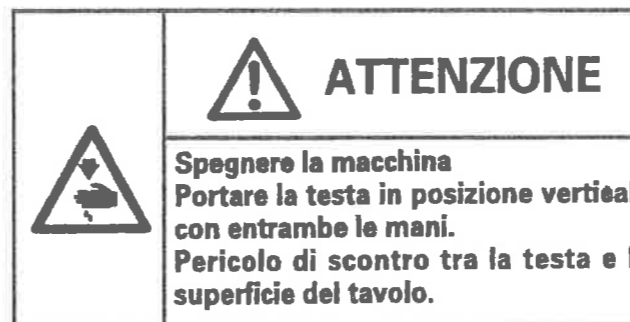 ATTENZIONE
Spegnere la macchina
Portare la testa in posizione vertical
con entrambe le mani.
Pericolo di scontro tra la testa e
superficie del tavolo.